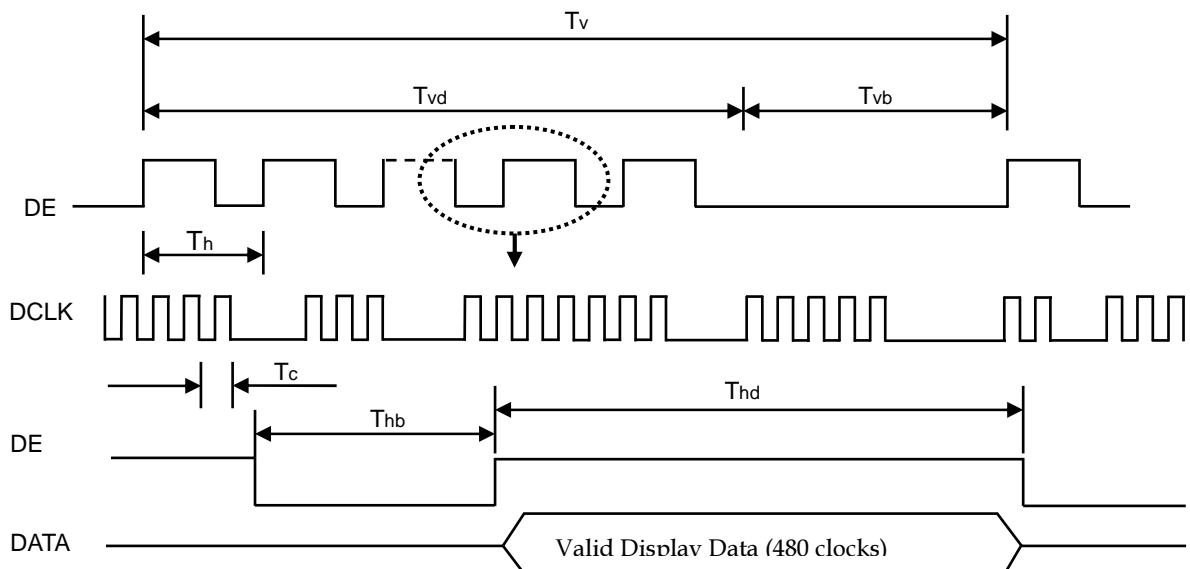 Tv
Tvd
Tvb
DE
Th
DCLK
Tc
Thd
Thb
DE
DATA
Valid Display Data (480 clocks)